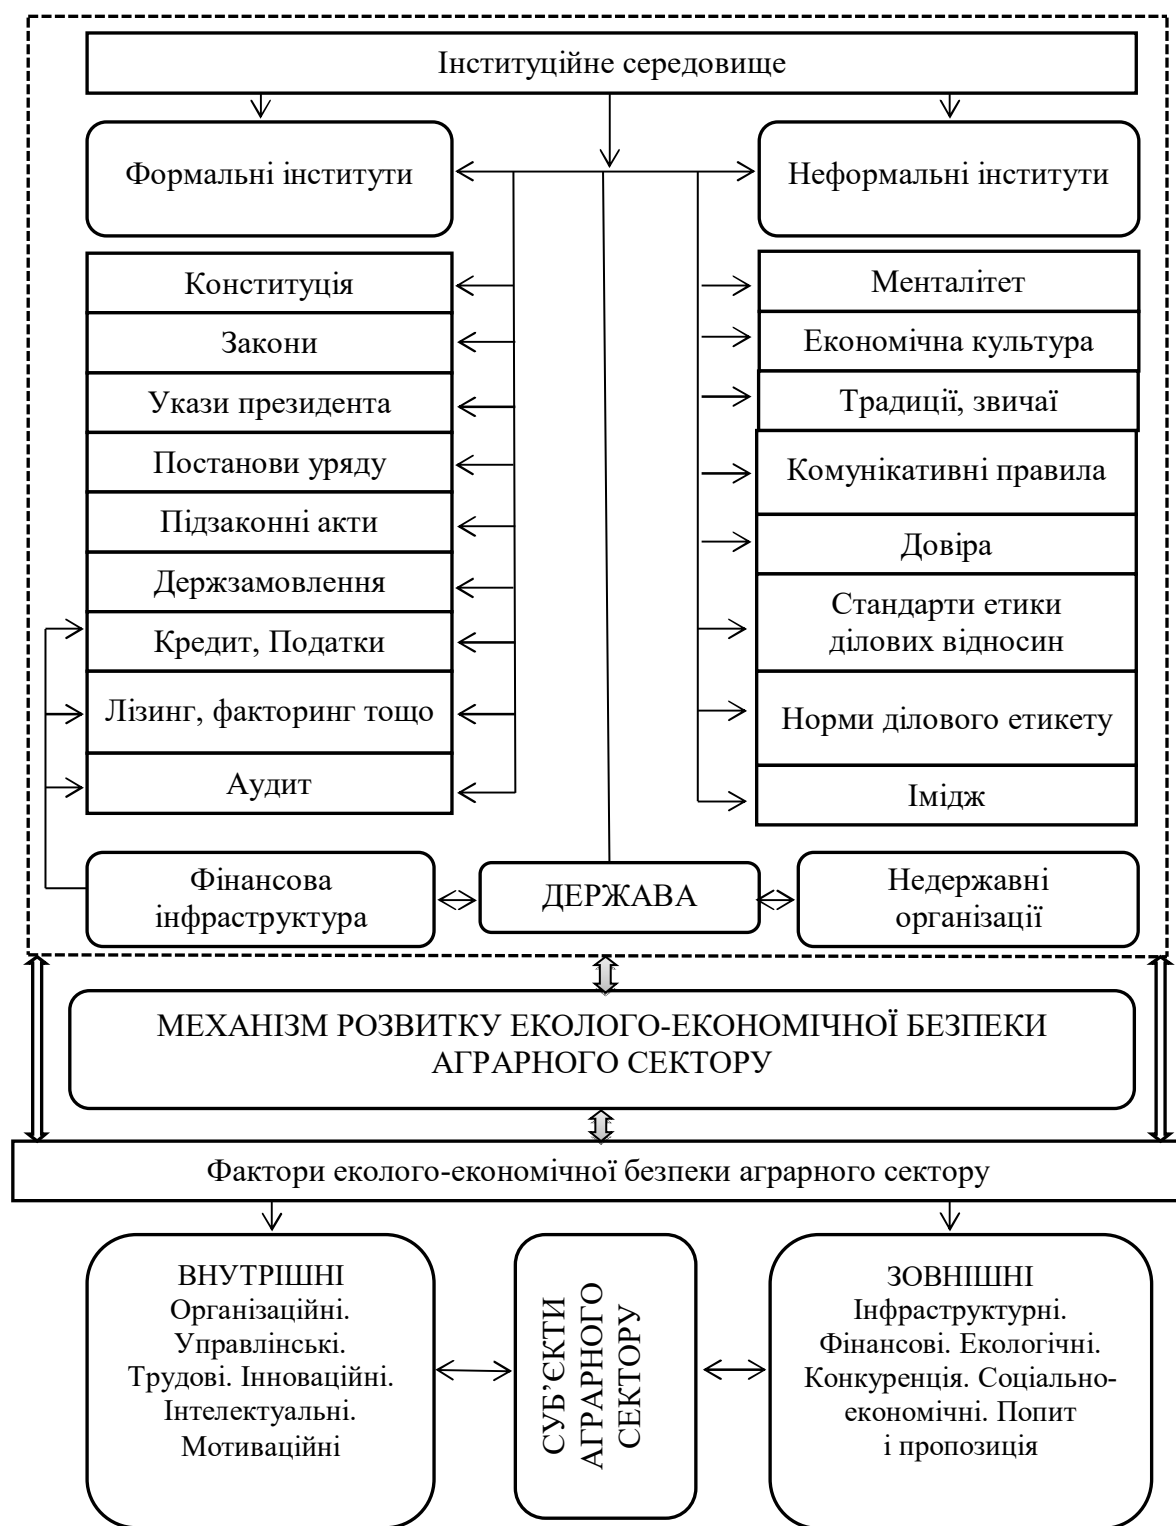 Інституційне середовище
Формальні інститути
Неформальні інститути
Конституція
Закони
Укази президента
Постанови уряду
Підзаконні акти
Держзамовлення
Кредит, Податки
Лізинг, факторинг тощо
Аудит
Менталітет
Економічна культура
Традиції, звичаї
Комунікативні правила
Довіра
Стандарти етики
ділових відносин
Норми ділового етикету
Імідж
Фінансова
інфраструктура
ДЕРЖАВА
Недержавні
організації
МЕХАНІЗМ РОЗВИТКУ ЕКОЛОГО-ЕКОНОМІЧНОЇ БЕЗПЕКИ
АГРАРНОГО СЕКТОРУ
Фактори еколого-економічної безпеки аграрного сектору
ВНУТРІШНІ
Організаційні.
Управлінські.
Трудові. Інноваційні.
Інтелектуальні.
Мотиваційні
СУБ’ЄКТИ
АГРАРНОГО
СЕКТОРУ
ЗОВНІШНІ
Інфраструктурні.
Фінансові. Екологічні.
Конкуренція. Соціально-
економічні. Попит
і пропозиція